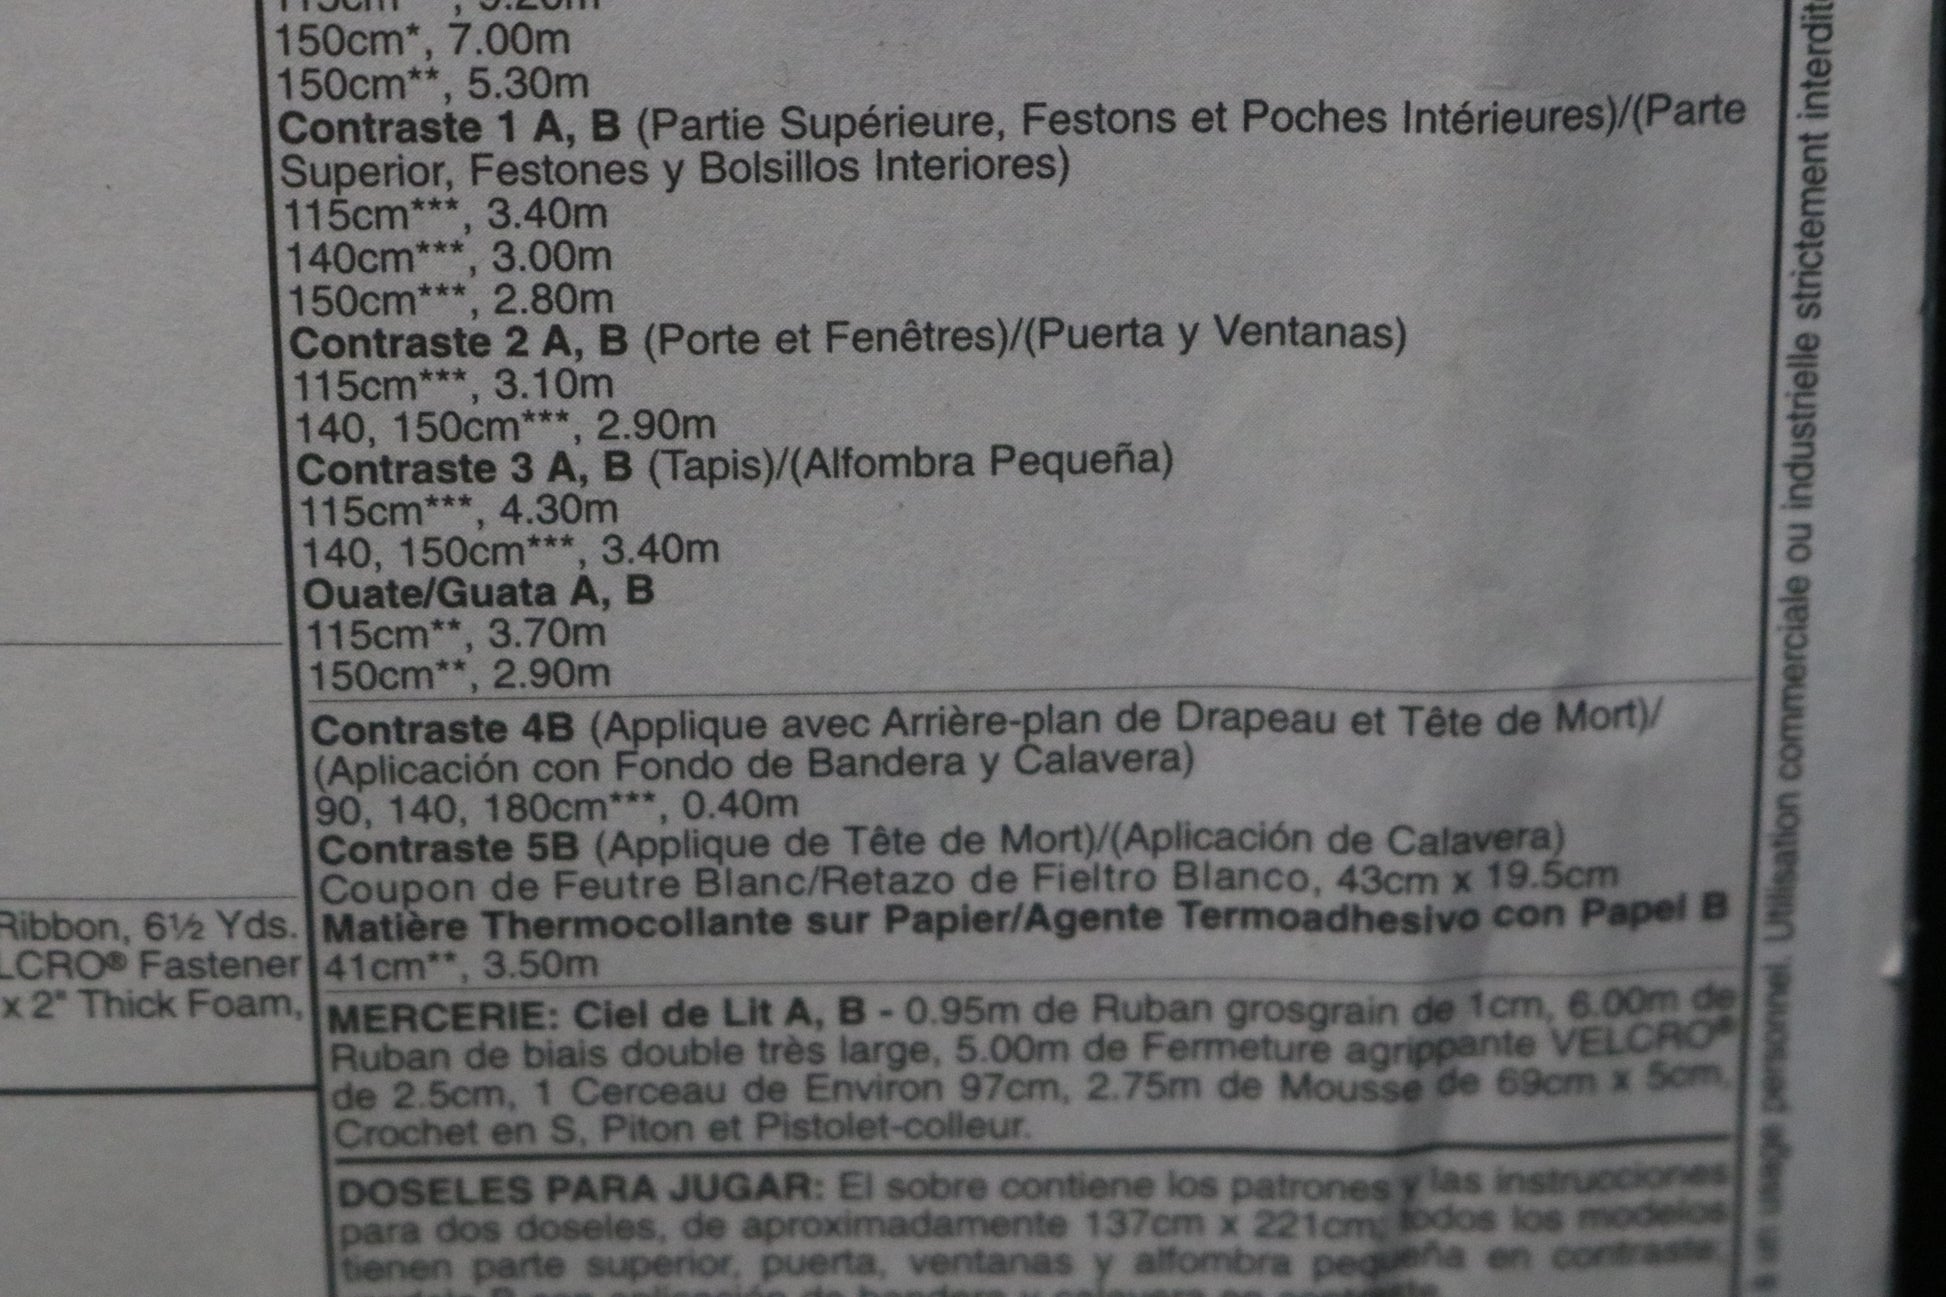 150cm*, 7.00m
150cm**, 5.30m
Contraste 1 A, B (Partie Supérieure, Festons et Poches Intérieures)/(Parte
Superior, Festones y Bolsillos Interiores)
115cm***, 3.40m
140cm***, 3.00m
150cm***, 2.80m
Contraste 2 A, B (Porte et Fenêtres)/(Puerta y Ventanas)
115cm***, 3.10m
140, 150cm***, 2.90m
Contraste 3 A, B (Tapis)/(Alfombra Pequeña)
115cm***, 4.30m
140, 150cm***, 3.40m
Ouate/Guata A, B
115cm**, 3.70m
150cm**, 2.90m
Contraste 4B (Applique avec Arrière-plan de Drapeau et Tête de Mort)/
(Aplicación con Fondo de Bandera y Calavera)
90, 140, 180cm***, 0.40m
Contraste 5B (Applique de Tête de Mort)/(Aplicación de Calavera)
Coupon de Feutre Blanc/Retazo de Fieltro Blanco, 43cm x 19.5cm
Matière Thermocollante sur Papier/Agente Termoadhesivo con Papel B
41cm**, 3.50m
MERCERIE: Ciel de Lit A, B - 0.95m de Ruban grosgrain de 1cm, 6.00m de
Ruban de biais double très large, 5.00m de Fermeture agrippante VELCRO®
de 2.5cm, 1 Cerceau de Environ 97cm, 2.75m de Mousse de 69cm x 5cm,
Crochet en S, Piton et Pistolet-colleur.
DOSELES PARA JUGAR: El sobre contiene los patrones y las instrucciones
para dos doseles, de aproximadamente 137cm x 221cm; todos los modelos
tienen parte superior, puerta, ventanas y alfombra pequeña en contraste;
Ribbon, 6½ Yds.
LCRO® Fastener
x 2" Thick Foam,
un usage personnel. Utilisation commerciale ou industrielle strictement interdite